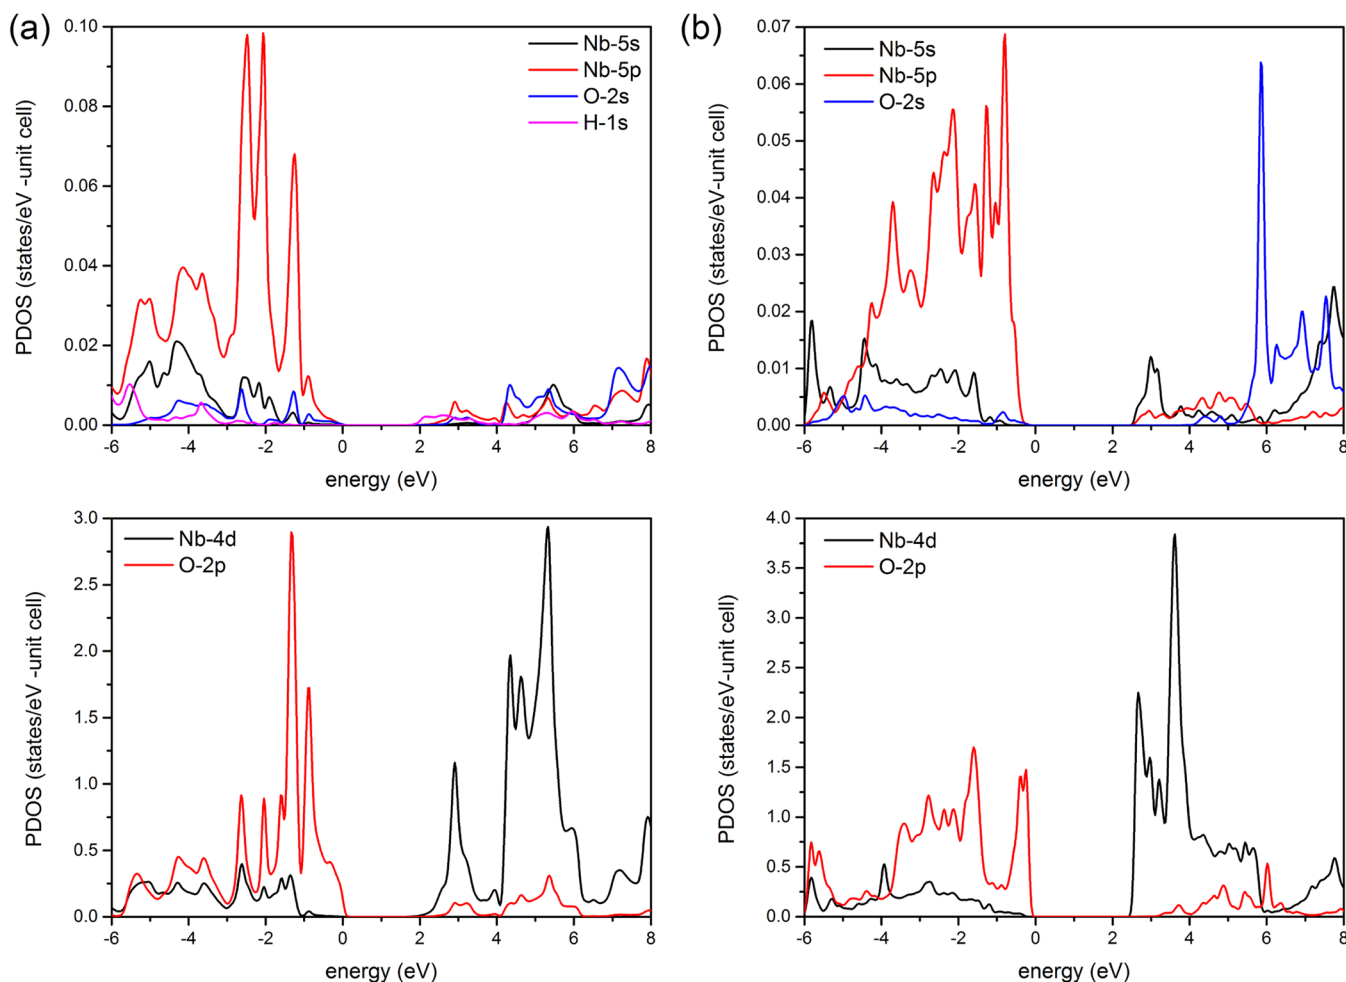 (a)
0.10
0.08
0.06
0.04
0.02
0.00
PDOS (states/eV -unit cell)
Nb-5s
Nb-5p
O-2s
H-1s
-6 -4 -2 0 2 4 6 8
energy (eV)
(b)
0.07
0.06
0.05
0.04
0.03
0.02
0.01
0.00
PDOS (states/eV-unit cell)
Nb-5s
Nb-5p
O-2s
-6 -4 -2 0 2 4 6 8
energy (eV)
3.0
2.5
2.0
1.5
1.0
0.5
0.0
PDOS (states/eV -unit cell)
Nb-4d
O-2p
-6 -4 -2 0 2 4 6 8
energy (eV)
4.0
3.5
3.0
2.5
2.0
1.5
1.0
0.5
0.0
PDOS (states/eV-unit cell)
Nb-4d
O-2p
-6 -4 -2 0 2 4 6 8
energy (eV)